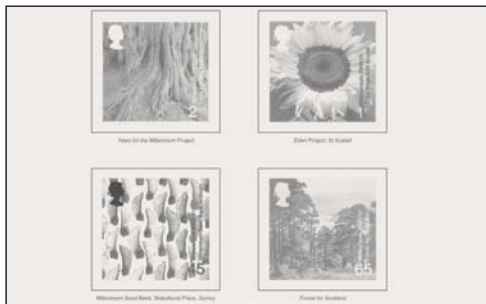 2
Yews for the Millennium Project
Eden Project, St Austell
45
Millennium Seed Bank, Wakehurst Place, Surrey
65
Forest for Scotland